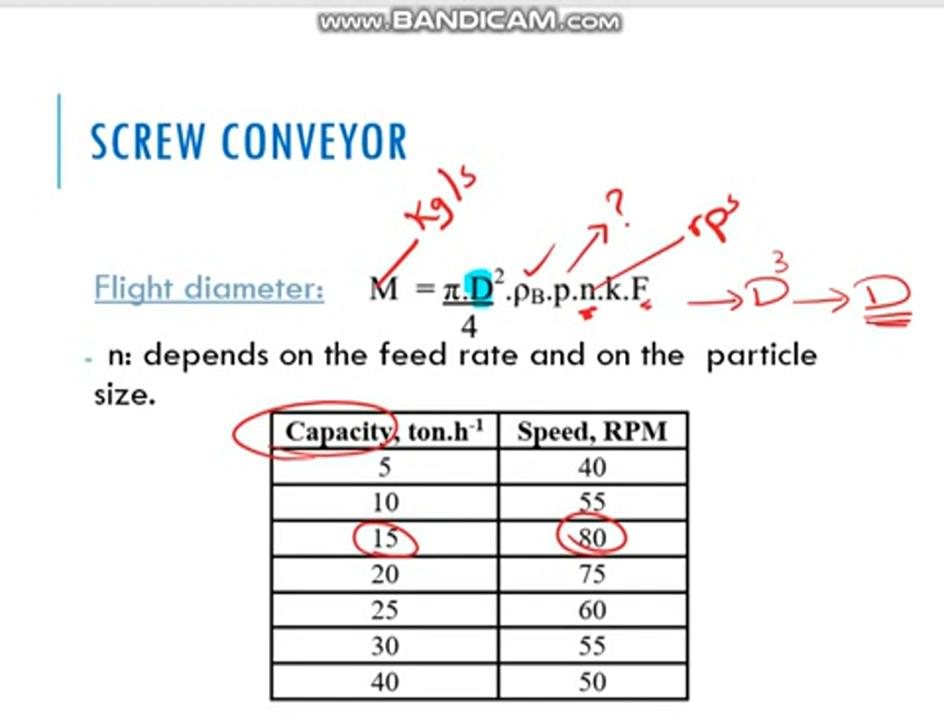 WWW.BANDICAM.COM
SCREW CONVEYOR
Kg/s
?
rps
Flight diameter: M = π.D².ρB.p.n.k.F → D³ → D
4
- n: depends on the feed rate and on the particle
size.
Capacity, ton.h⁻¹ Speed, RPM
5 40
10 55
15 80
20 75
25 60
30 55
40 50